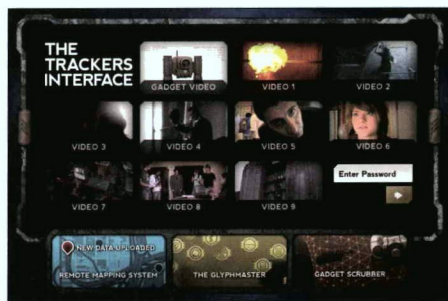 THE
TRACKERS
INTERFACE
GADGET VIDEO
VIDEO 1
VIDEO 2
VIDEO 3
VIDEO 4
VIDEO 5
VIDEO 6
VIDEO 7
VIDEO 8
VIDEO 9
Enter Password
NEW DATA UPLOADED
REMOTE MAPPING SYSTEM
THE GLYPHMASTER
GADGET SCRUBBER